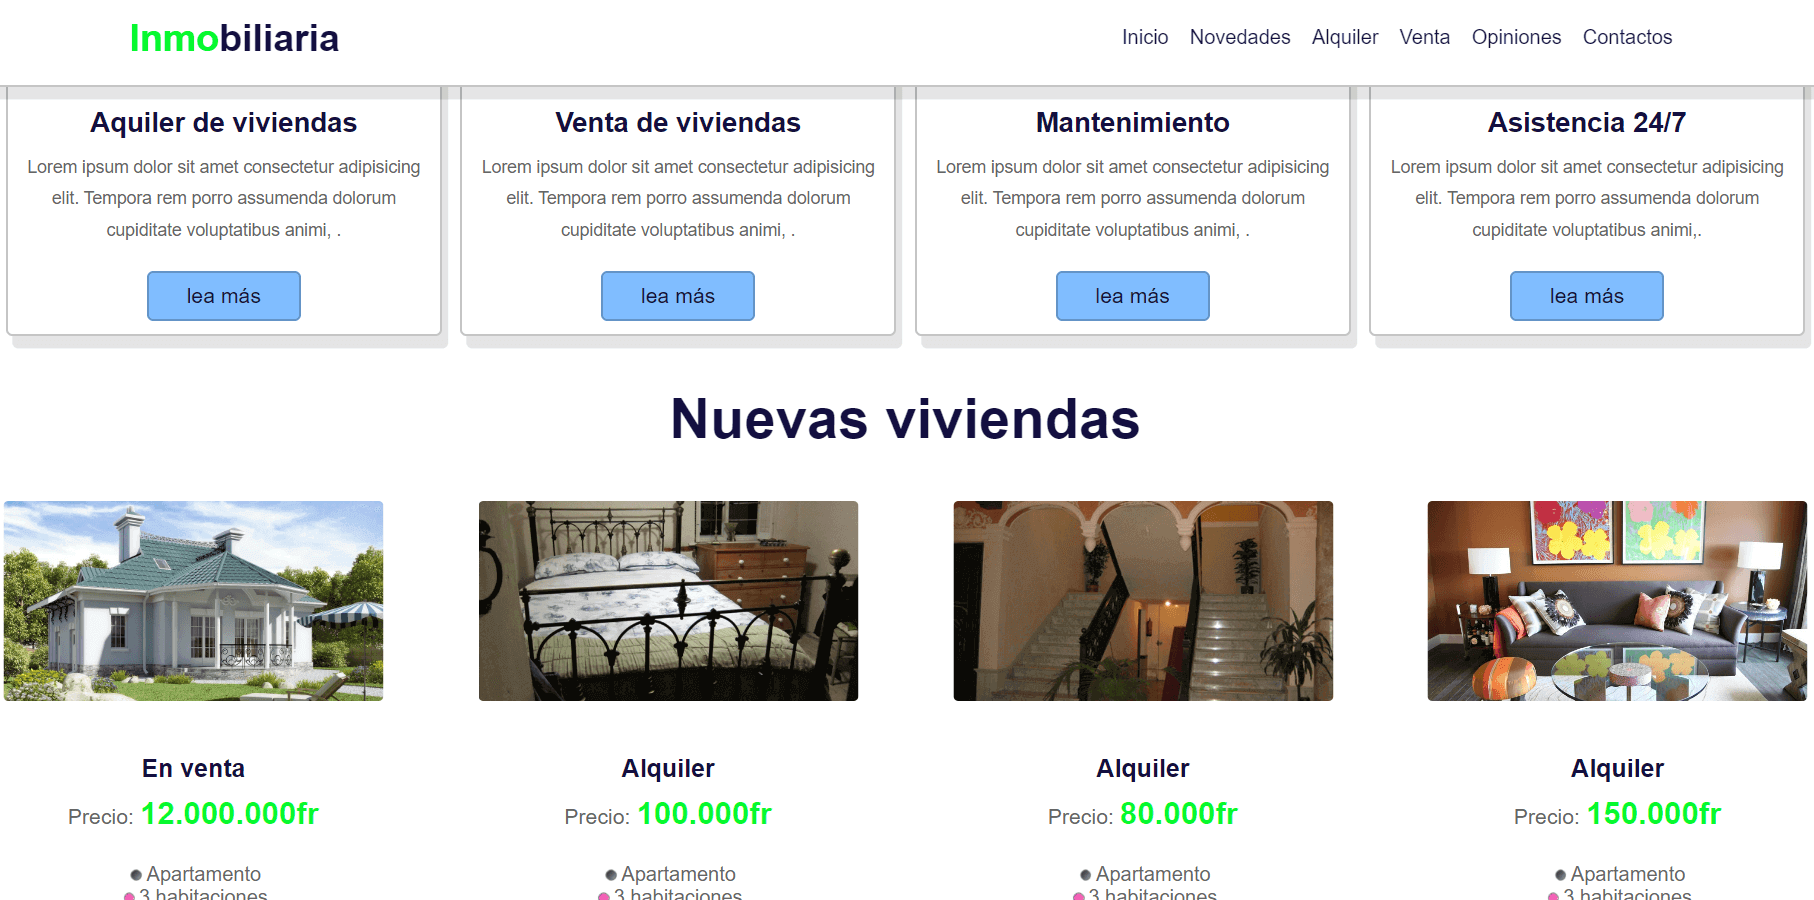 Inmobiliaria
Inicio Novedades Alquiler Venta Opiniones Contactos
Aquiler de viviendas
Lorem ipsum dolor sit amet consectetur adipisicing
elit. Tempora rem porro assumenda dolorum
cupiditate voluptatibus animi, .
lea más
Venta de viviendas
Lorem ipsum dolor sit amet consectetur adipisicing
elit. Tempora rem porro assumenda dolorum
cupiditate voluptatibus animi, .
lea más
Mantenimiento
Lorem ipsum dolor sit amet consectetur adipisicing
elit. Tempora rem porro assumenda dolorum
cupiditate voluptatibus animi, .
lea más
Asistencia 24/7
Lorem ipsum dolor sit amet consectetur adipisicing
elit. Tempora rem porro assumenda dolorum
cupiditate voluptatibus animi,.
lea más
Nuevas viviendas
En venta
Precio: 12.000.000fr
Apartamento
3 habitaciones
Alquiler
Precio: 100.000fr
Apartamento
3 habitaciones
Alquiler
Precio: 80.000fr
Apartamento
3 habitaciones
Alquiler
Precio: 150.000fr
Apartamento
3 habitaciones